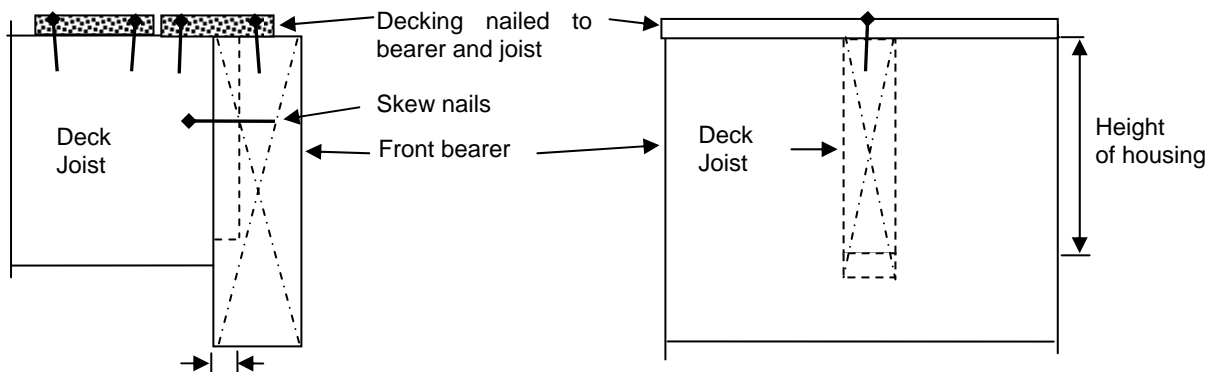 Decking nailed to
bearer and joist
Skew nails
Deck
Joist
Front bearer
Deck
Joist
Height
of housing